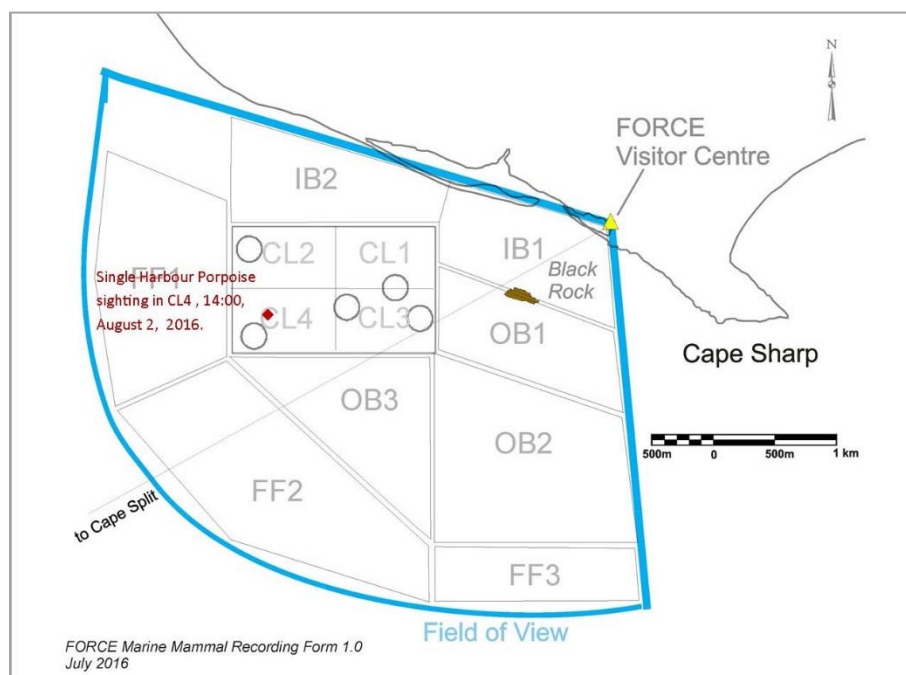 N
FORCE
Visitor Centre
IB2
CL2
CL1
IB1
Black
Rock
FF1
Single Harbour Porpoise
sighting in CL4 , 14:00,
August 2, 2016.
CL4
CL3
OB1
Cape Sharp
OB3
OB2
500m
0
500m
1 km
FF2
to Cape Split
FF3
Field of View
FORCE Marine Mammal Recording Form 1.0
July 2016